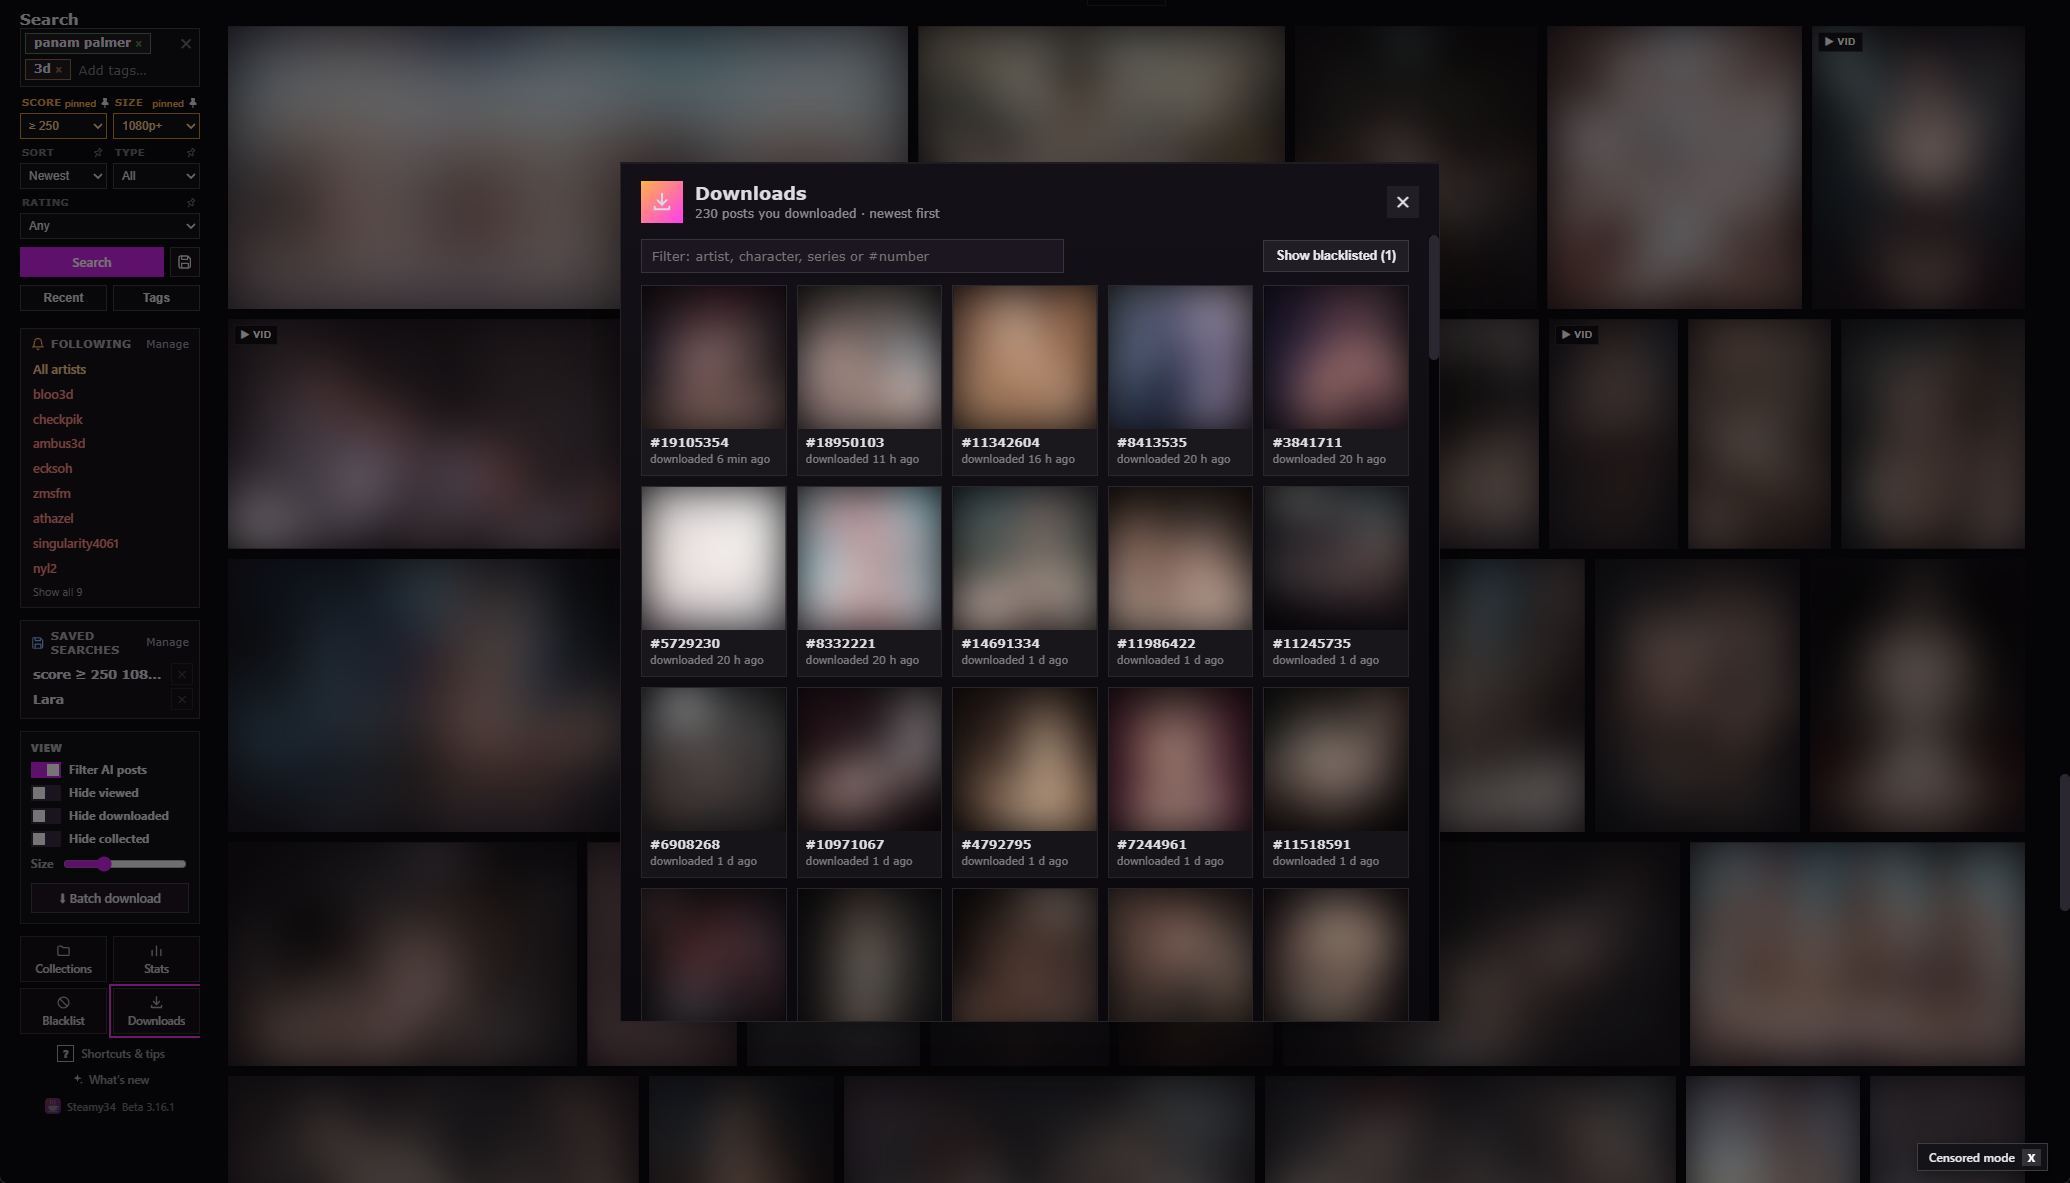 Search
panam palmer x
3d x Add tags...
SCORE pinned SIZE pinned
≥ 250 1080p+
SORT TYPE
Newest All
RATING
Any
Search
Recent Tags
FOLLOWING Manage
All artists
bloo3d
checkpik
ambus3d
ecksoh
zmsfm
athazel
singularity4061
nyl2
Show all 9
SAVED SEARCHES Manage
score ≥ 250 108...
Lara
VIEW
Filter AI posts
Hide viewed
Hide downloaded
Hide collected
Size
Batch download
Collections Stats
Blacklist Downloads
? Shortcuts & tips
What's new
Steamy34 Beta 3.16.1
VID
VID
VID
Downloads
230 posts you downloaded · newest first
Filter: artist, character, series or #number
Show blacklisted (1)
#19105354 #18950103 #11342604 #8413535 #3841711
downloaded 6 min ago downloaded 11 h ago downloaded 16 h ago downloaded 20 h ago downloaded 20 h ago
#5729230 #8332221 #14691334 #11986422 #11245735
downloaded 20 h ago downloaded 20 h ago downloaded 1 d ago downloaded 1 d ago downloaded 1 d ago
#6908268 #10971067 #4792795 #7244961 #11518591
downloaded 1 d ago downloaded 1 d ago downloaded 1 d ago downloaded 1 d ago downloaded 1 d ago
Censored mode X